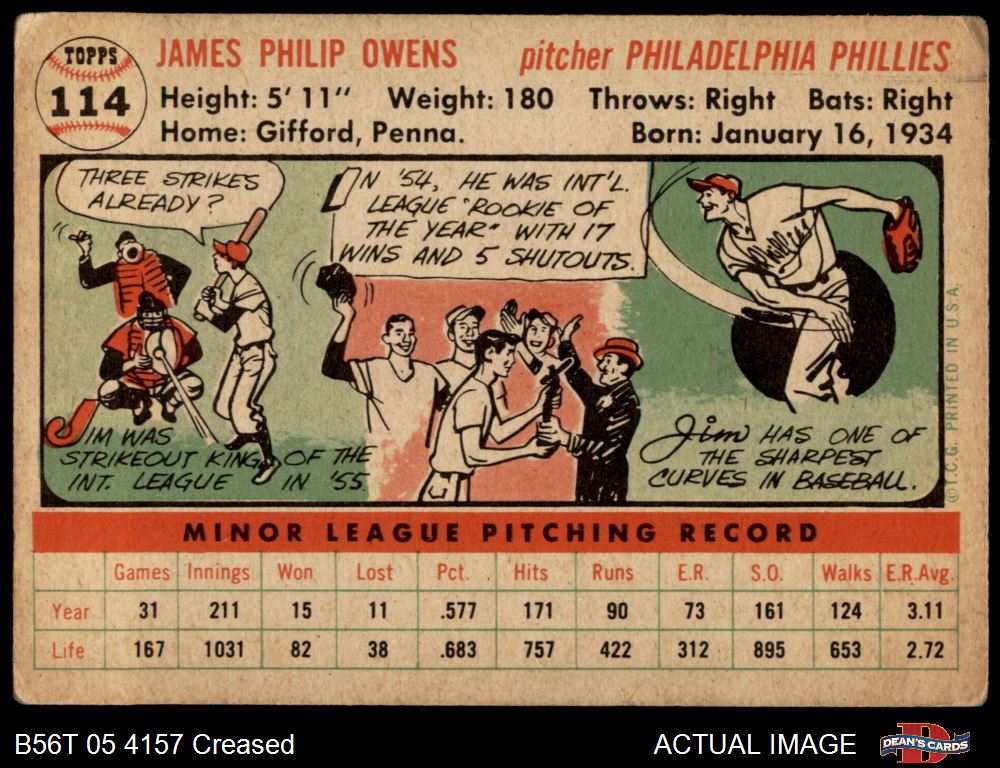 TOPPS
114
JAMES PHILIP OWENS pitcher PHILADELPHIA PHILLIES
Height: 5' 11" Weight: 180 Throws: Right Bats: Right
Home: Gifford, Penna. Born: January 16, 1934
THREE STRIKES
ALREADY?
JIM WAS
STRIKEOUT KING OF THE
INT. LEAGUE IN '55.
IN '54, HE WAS INT'L.
LEAGUE "ROOKIE OF
THE YEAR" WITH 17
WINS AND 5 SHUTOUTS.
Phillies
Jim HAS ONE OF
THE SHARPEST
CURVES IN BASEBALL.
©T.C.G. PRINTED IN U.S.A.
MINOR LEAGUE PITCHING RECORD
Games Innings Won Lost Pct. Hits Runs E.R. S.O. Walks E.R.Avg.
Year 31 211 15 11 .577 171 90 73 161 124 3.11
Life 167 1031 82 38 .683 757 422 312 895 653 2.72
B56T 05 4157 Creased
ACTUAL IMAGE
DEAN'S CARDS